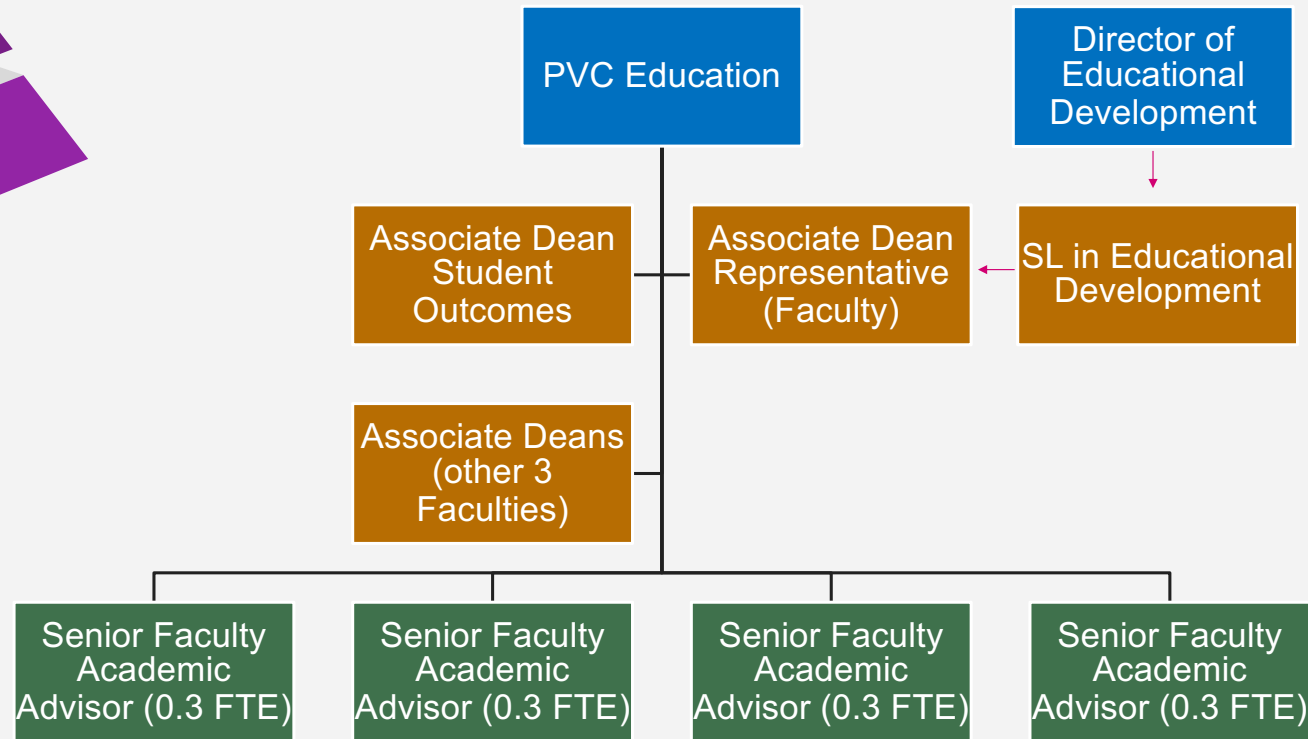 PVC Education
Director of
Educational
Development
Associate Dean
Student
Outcomes
Associate Dean
Representative
(Faculty)
SL in Educational
Development
Associate Deans
(other 3
Faculties)
Senior Faculty
Academic
Advisor (0.3 FTE)
Senior Faculty
Academic
Advisor (0.3 FTE)
Senior Faculty
Academic
Advisor (0.3 FTE)
Senior Faculty
Academic
Advisor (0.3 FTE)